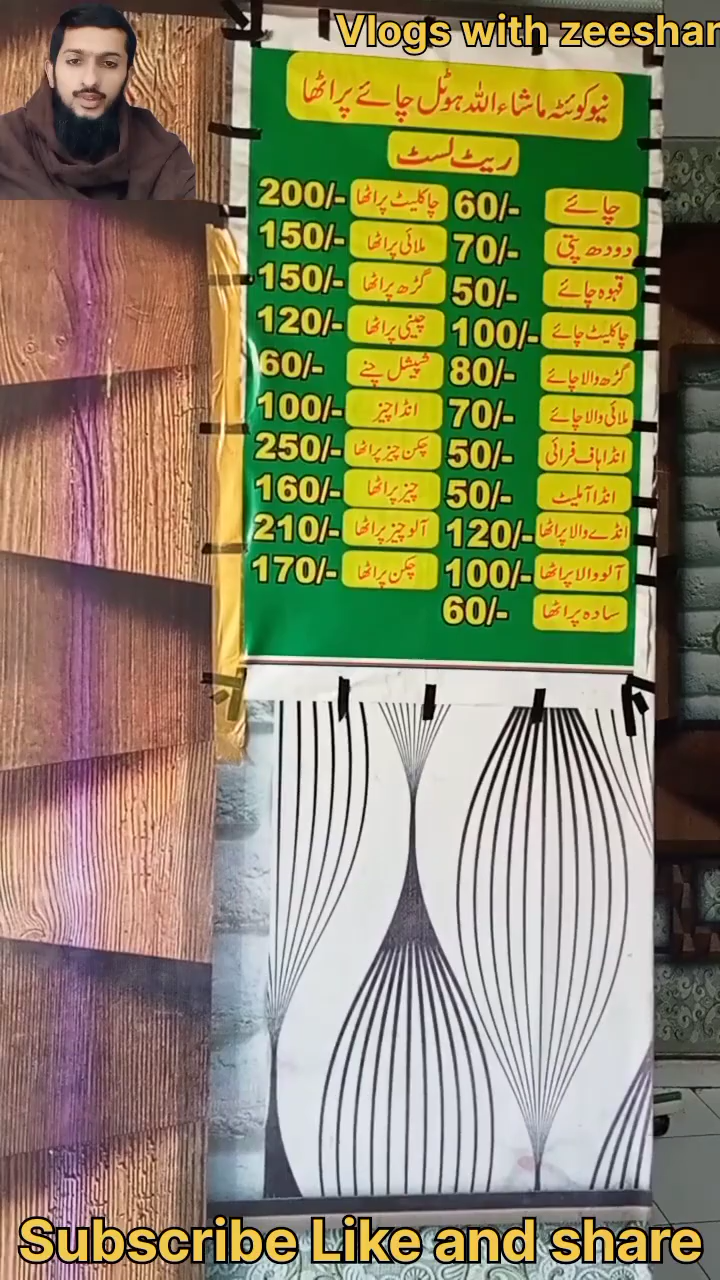 Vlogs with zeeshan
نیو کوئٹہ ماشاءاللہ ہوٹل چائے پراٹھا
ریٹ لسٹ
چائے 60/- چاکلیٹ پراٹھا 200/-
دودھ پتی 70/- ملائی پراٹھا 150/-
قہوہ چائے 50/- گڑھ پراٹھا 150/-
چاکلیٹ چائے 100/- چینی پراٹھا 120/-
گڑھ والا چائے 80/- سپیشل چنے 60/-
ملائی والا چائے 70/- انڈا چیز 100/-
انڈا ہاف فرائی 50/- چکن چیز پراٹھا 250/-
انڈا آملیٹ 50/- چیز پراٹھا 160/-
انڈے والا پراٹھا 120/- آلو چیز پراٹھا 210/-
آلو والا پراٹھا 100/- چکن پراٹھا 170/-
سادہ پراٹھا 60/-
Subscribe Like and share